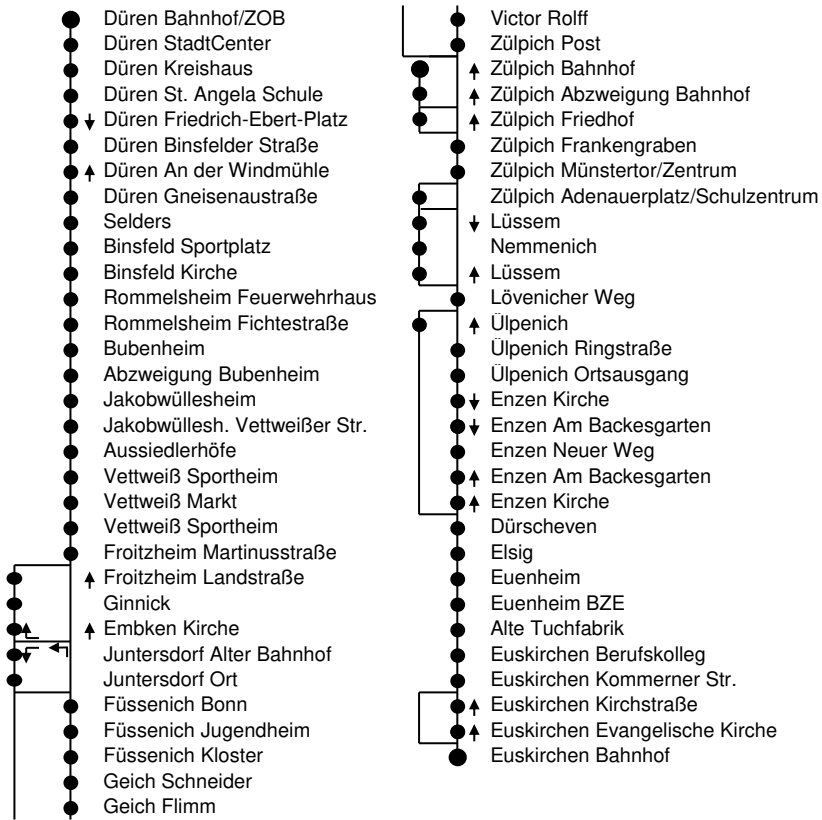 Düren Bahnhof/ZOB
Düren StadtCenter
Düren Kreishaus
Düren St. Angela Schule
Düren Friedrich-Ebert-Platz
Düren Binsfelder Straße
Düren An der Windmühle
Düren Gneisenaustraße
Selders
Binsfeld Sportplatz
Binsfeld Kirche
Rommelsheim Feuerwehrhaus
Rommelsheim Fichtestraße
Bubenheim
Abzweigung Bubenheim
Jakobwüllesheim
Jakobwüllesh. Vettweißer Str.
Aussiedlerhöfe
Vettweiß Sportheim
Vettweiß Markt
Vettweiß Sportheim
Froitzheim Martinusstraße
Froitzheim Landstraße
Ginnick
Embken Kirche
Juntersdorf Alter Bahnhof
Juntersdorf Ort
Füssenich Bonn
Füssenich Jugendheim
Füssenich Kloster
Geich Schneider
Geich Flimm
Victor Rolff
Zülpich Post
Zülpich Bahnhof
Zülpich Abzweigung Bahnhof
Zülpich Friedhof
Zülpich Frankengraben
Zülpich Münstertor/Zentrum
Zülpich Adenauerplatz/Schulzentrum
Lüssem
Nemmenich
Lüssem
Lövenicher Weg
Ülpenich
Ülpenich Ringstraße
Ülpenich Ortsausgang
Enzen Kirche
Enzen Am Backesgarten
Enzen Neuer Weg
Enzen Am Backesgarten
Enzen Kirche
Dürscheven
Elsig
Euenheim
Euenheim BZE
Alte Tuchfabrik
Euskirchen Berufskolleg
Euskirchen Kommerner Str.
Euskirchen Kirchstraße
Euskirchen Evangelische Kirche
Euskirchen Bahnhof